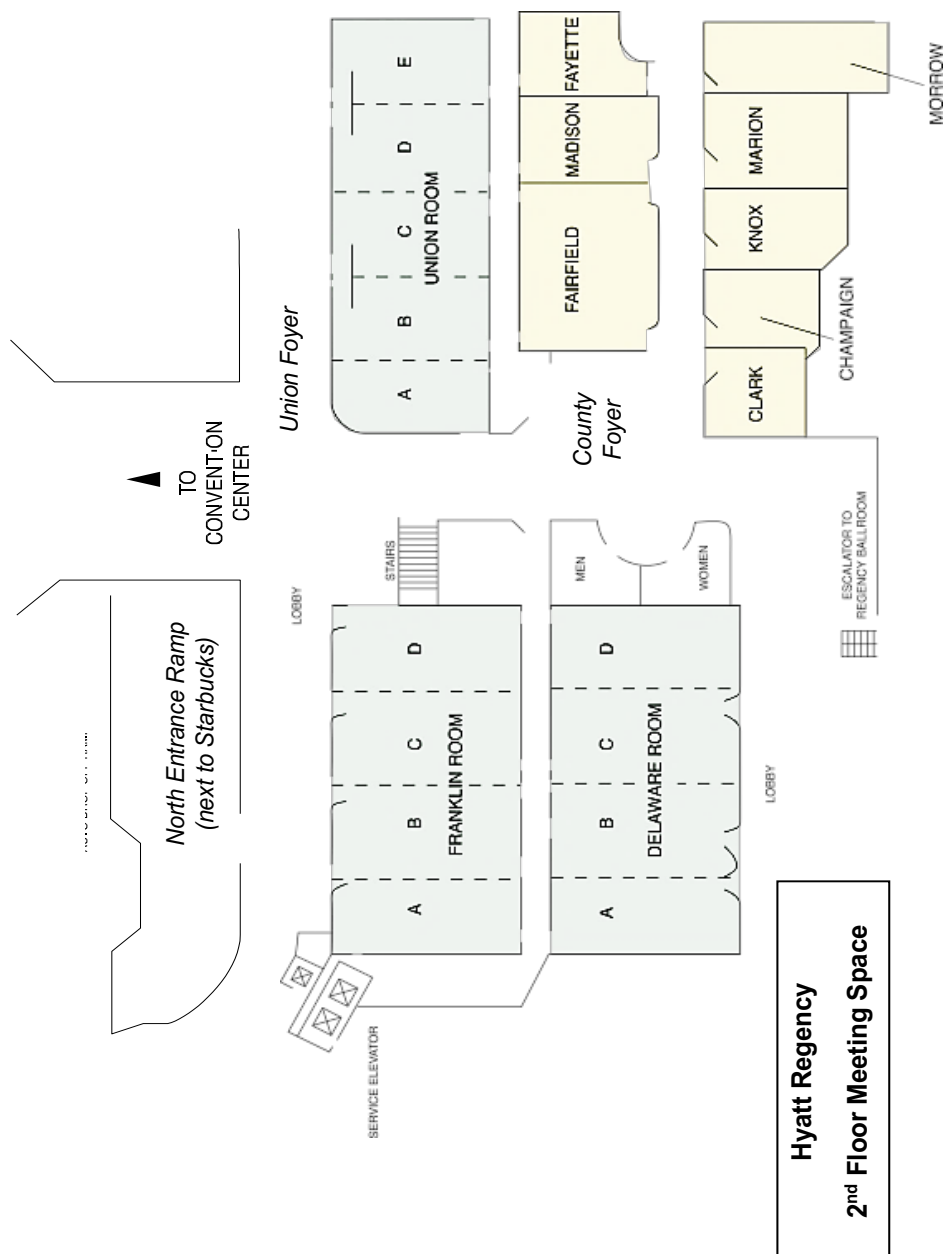 Hyatt Regency
2nd Floor Meeting Space
North Entrance Ramp
(next to Starbucks)
TO
CONVENTION
CENTER
LOBBY
Union Foyer
SERVICE ELEVATOR
STAIRS
A
B
C
D
FRANKLIN ROOM
A
B
C
D
E
UNION ROOM
MEN
WOMEN
County
Foyer
FAIRFIELD
MADISON
FAYETTE
A
B
C
D
DELAWARE ROOM
LOBBY
CLARK
CHAMPAIGN
KNOX
MARION
MORROW
ESCALATOR TO
REGENCY BALLROOM